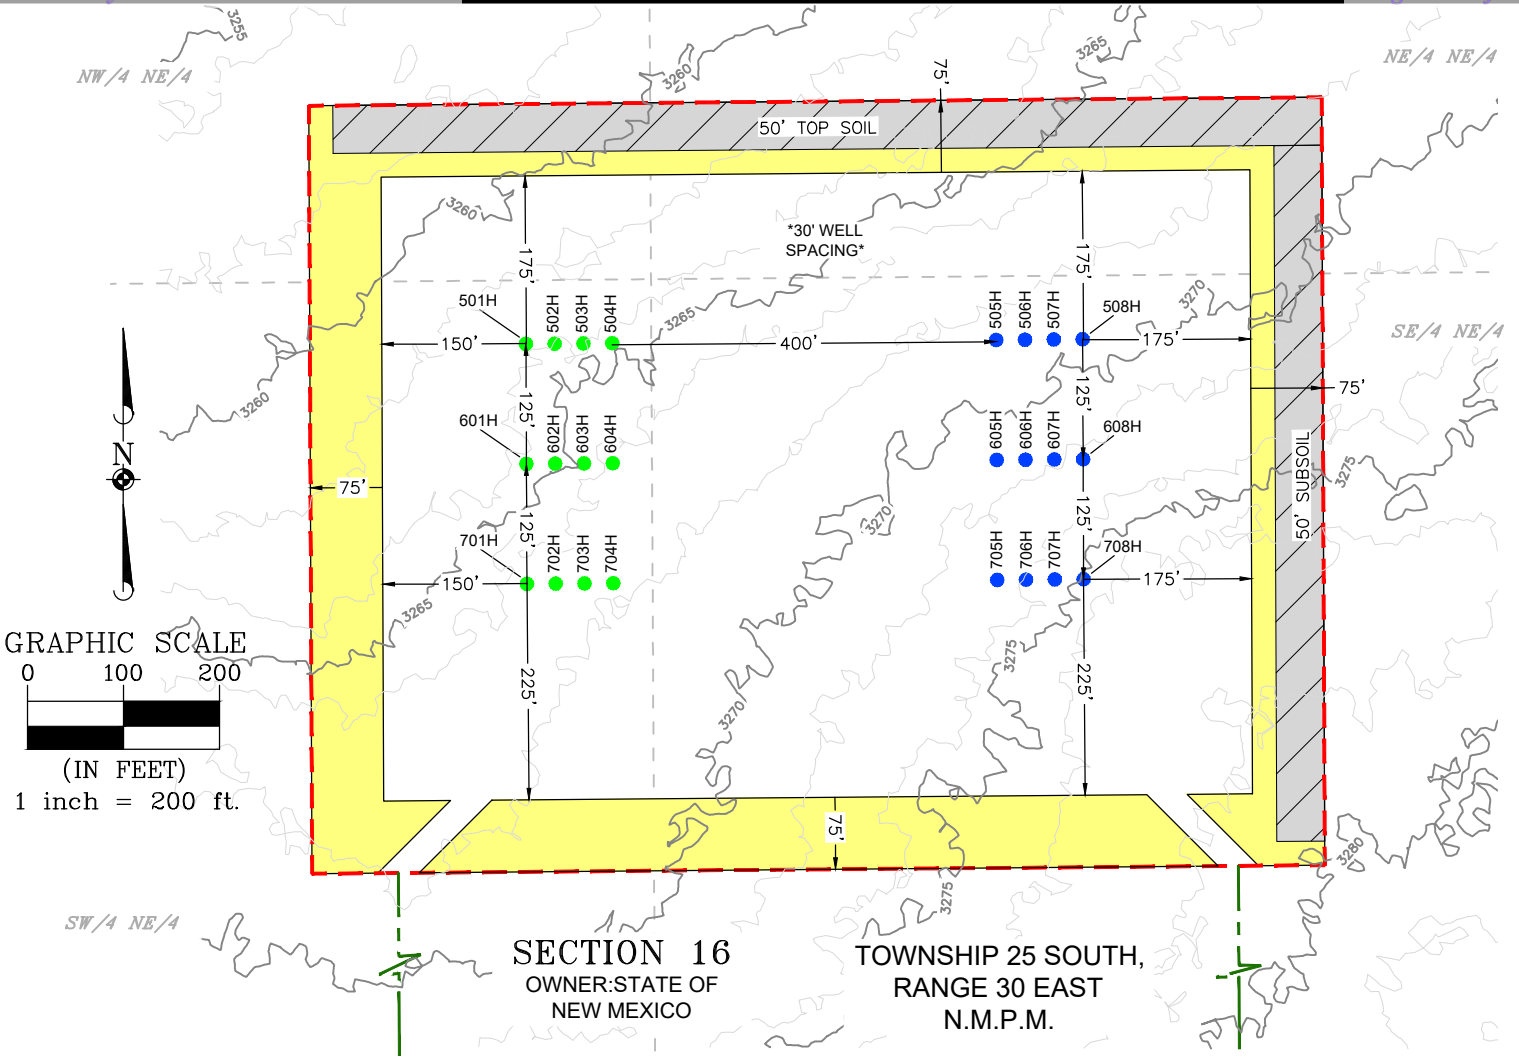 3255
NW/4 NE/4
3260
75'
3265
NE/4 NE/4
50' TOP SOIL
3260
*30' WELL
SPACING*
175'
175'
3270
501H
502H
503H
504H
3265
505H
506H
507H
508H
SE/4 NE/4
150'
400'
175'
3260
125'
125'
75'
601H
602H
603H
604H
605H
606H
607H
608H
N
75'
50' SUBSOIL
3275
125'
3270
125'
701H
702H
703H
704H
705H
706H
707H
708H
150'
175'
3265
GRAPHIC SCALE
0 100 200
(IN FEET)
1 inch = 200 ft.
225'
3275
225'
3270
75'
3280
3275
SW/4 NE/4
SECTION 16
OWNER:STATE OF
NEW MEXICO
TOWNSHIP 25 SOUTH,
RANGE 30 EAST
N.M.P.M.